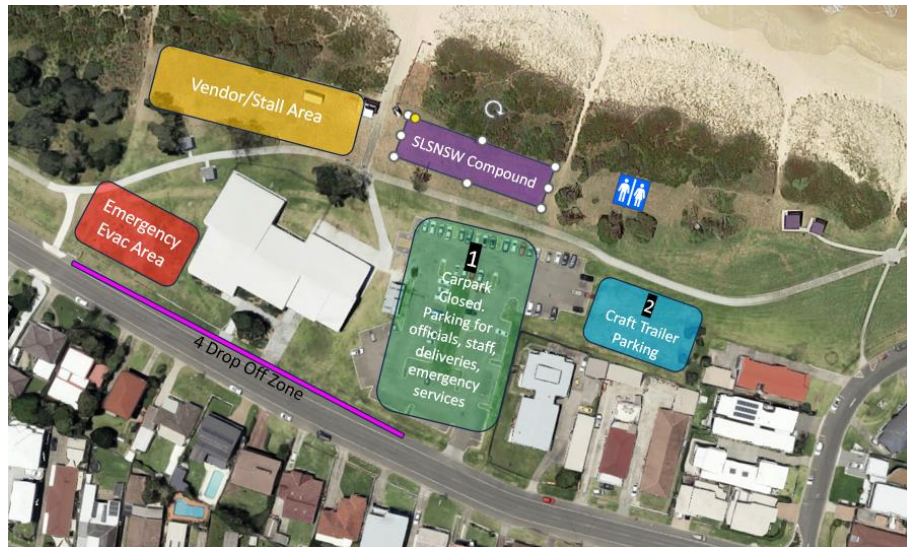 Vendor/Stall Area
SLSNSW Compound
Emergency
Evac Area
1
Carpark
Closed.
Parking for
officials, staff,
deliveries,
emergency
services
2
Craft Trailer
Parking
4 Drop Off Zone